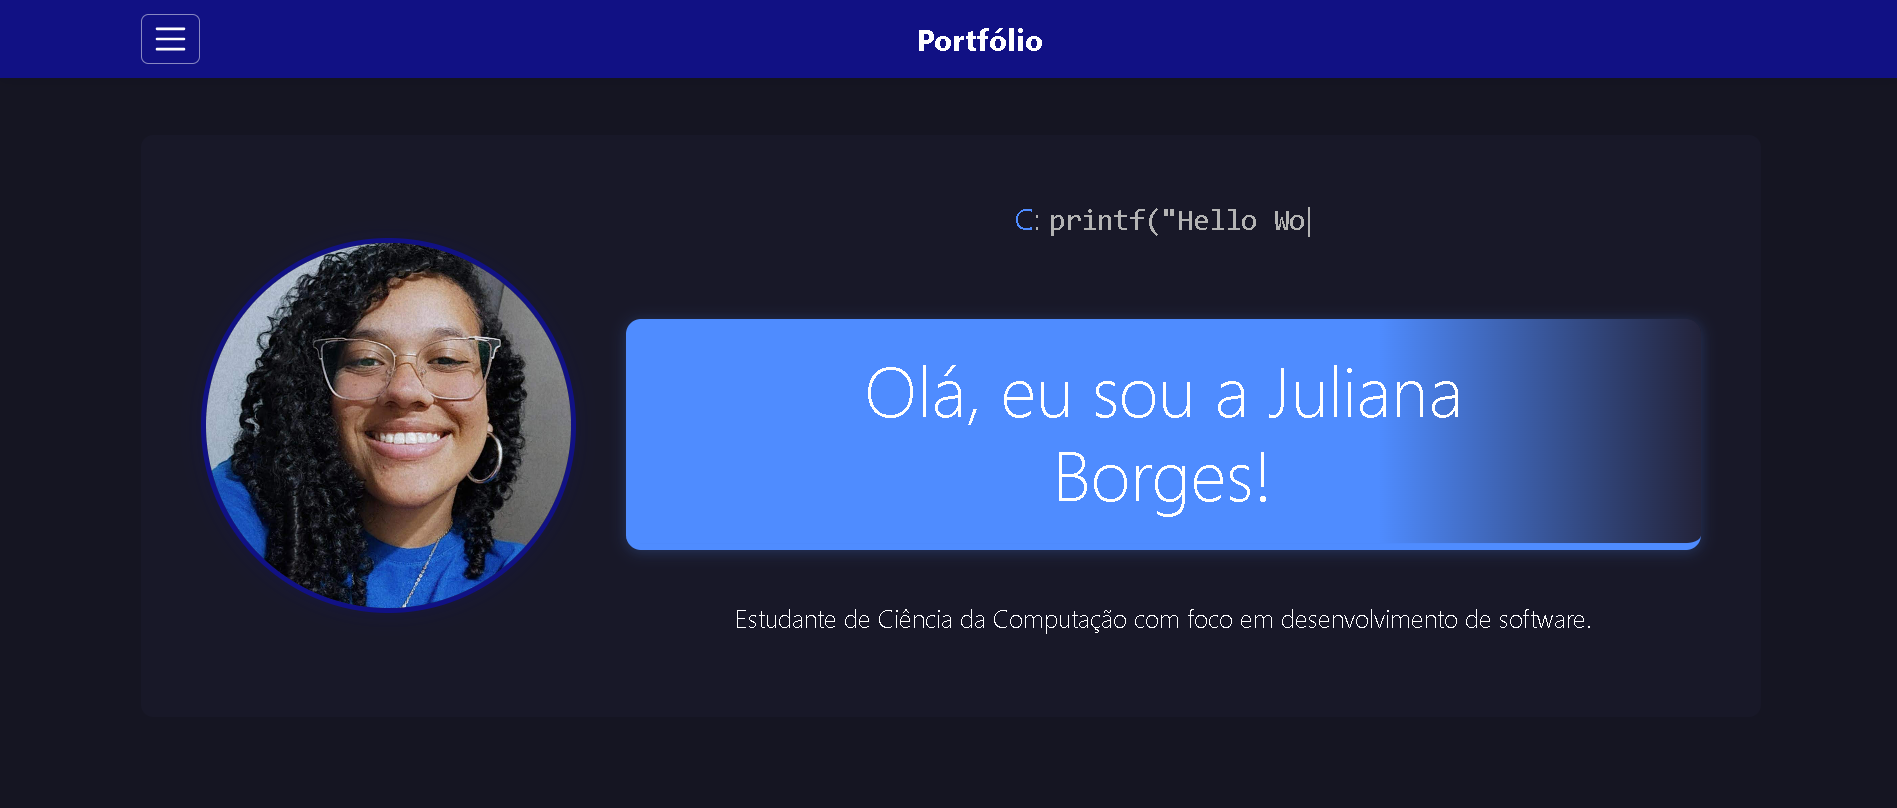 Portfólio
C: printf("Hello Wo
Olá, eu sou a Juliana
Borges!
Estudante de Ciência da Computação com foco em desenvolvimento de software.